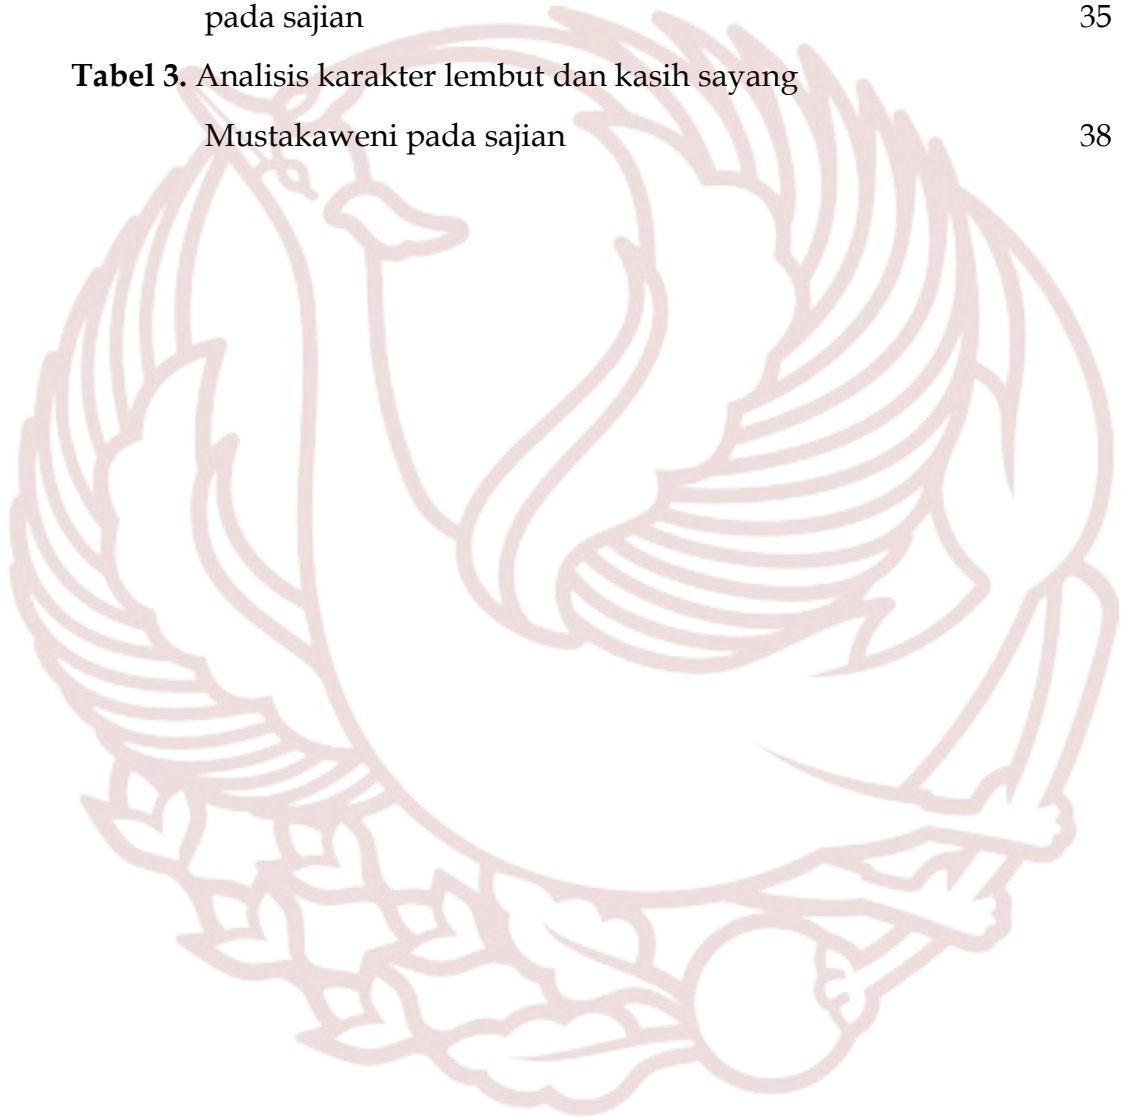 pada sajian 35
Tabel 3. Analisis karakter lembut dan kasih sayang
Mustakaweni pada sajian 38